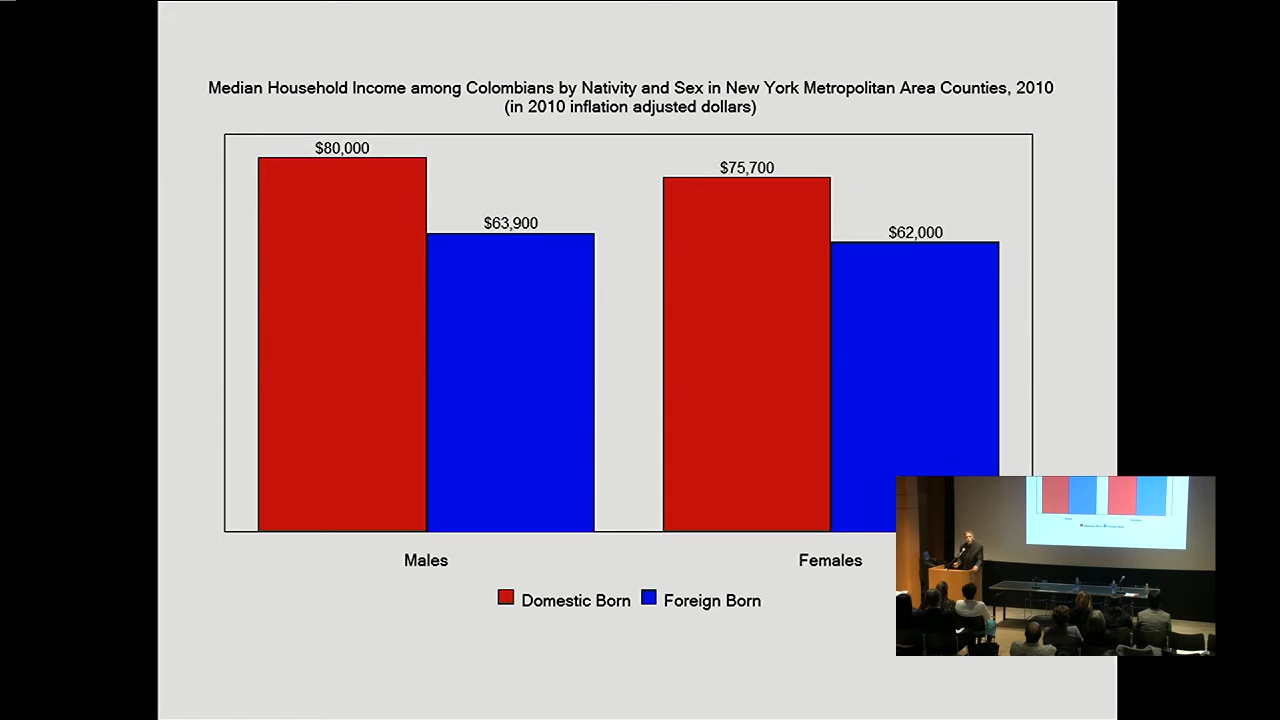 Median Household Income among Colombians by Nativity and Sex in New York Metropolitan Area Counties, 2010
(in 2010 inflation adjusted dollars)
$80,000
$75,700
$63,900
$62,000
Males
Females
Domestic Born
Foreign Born